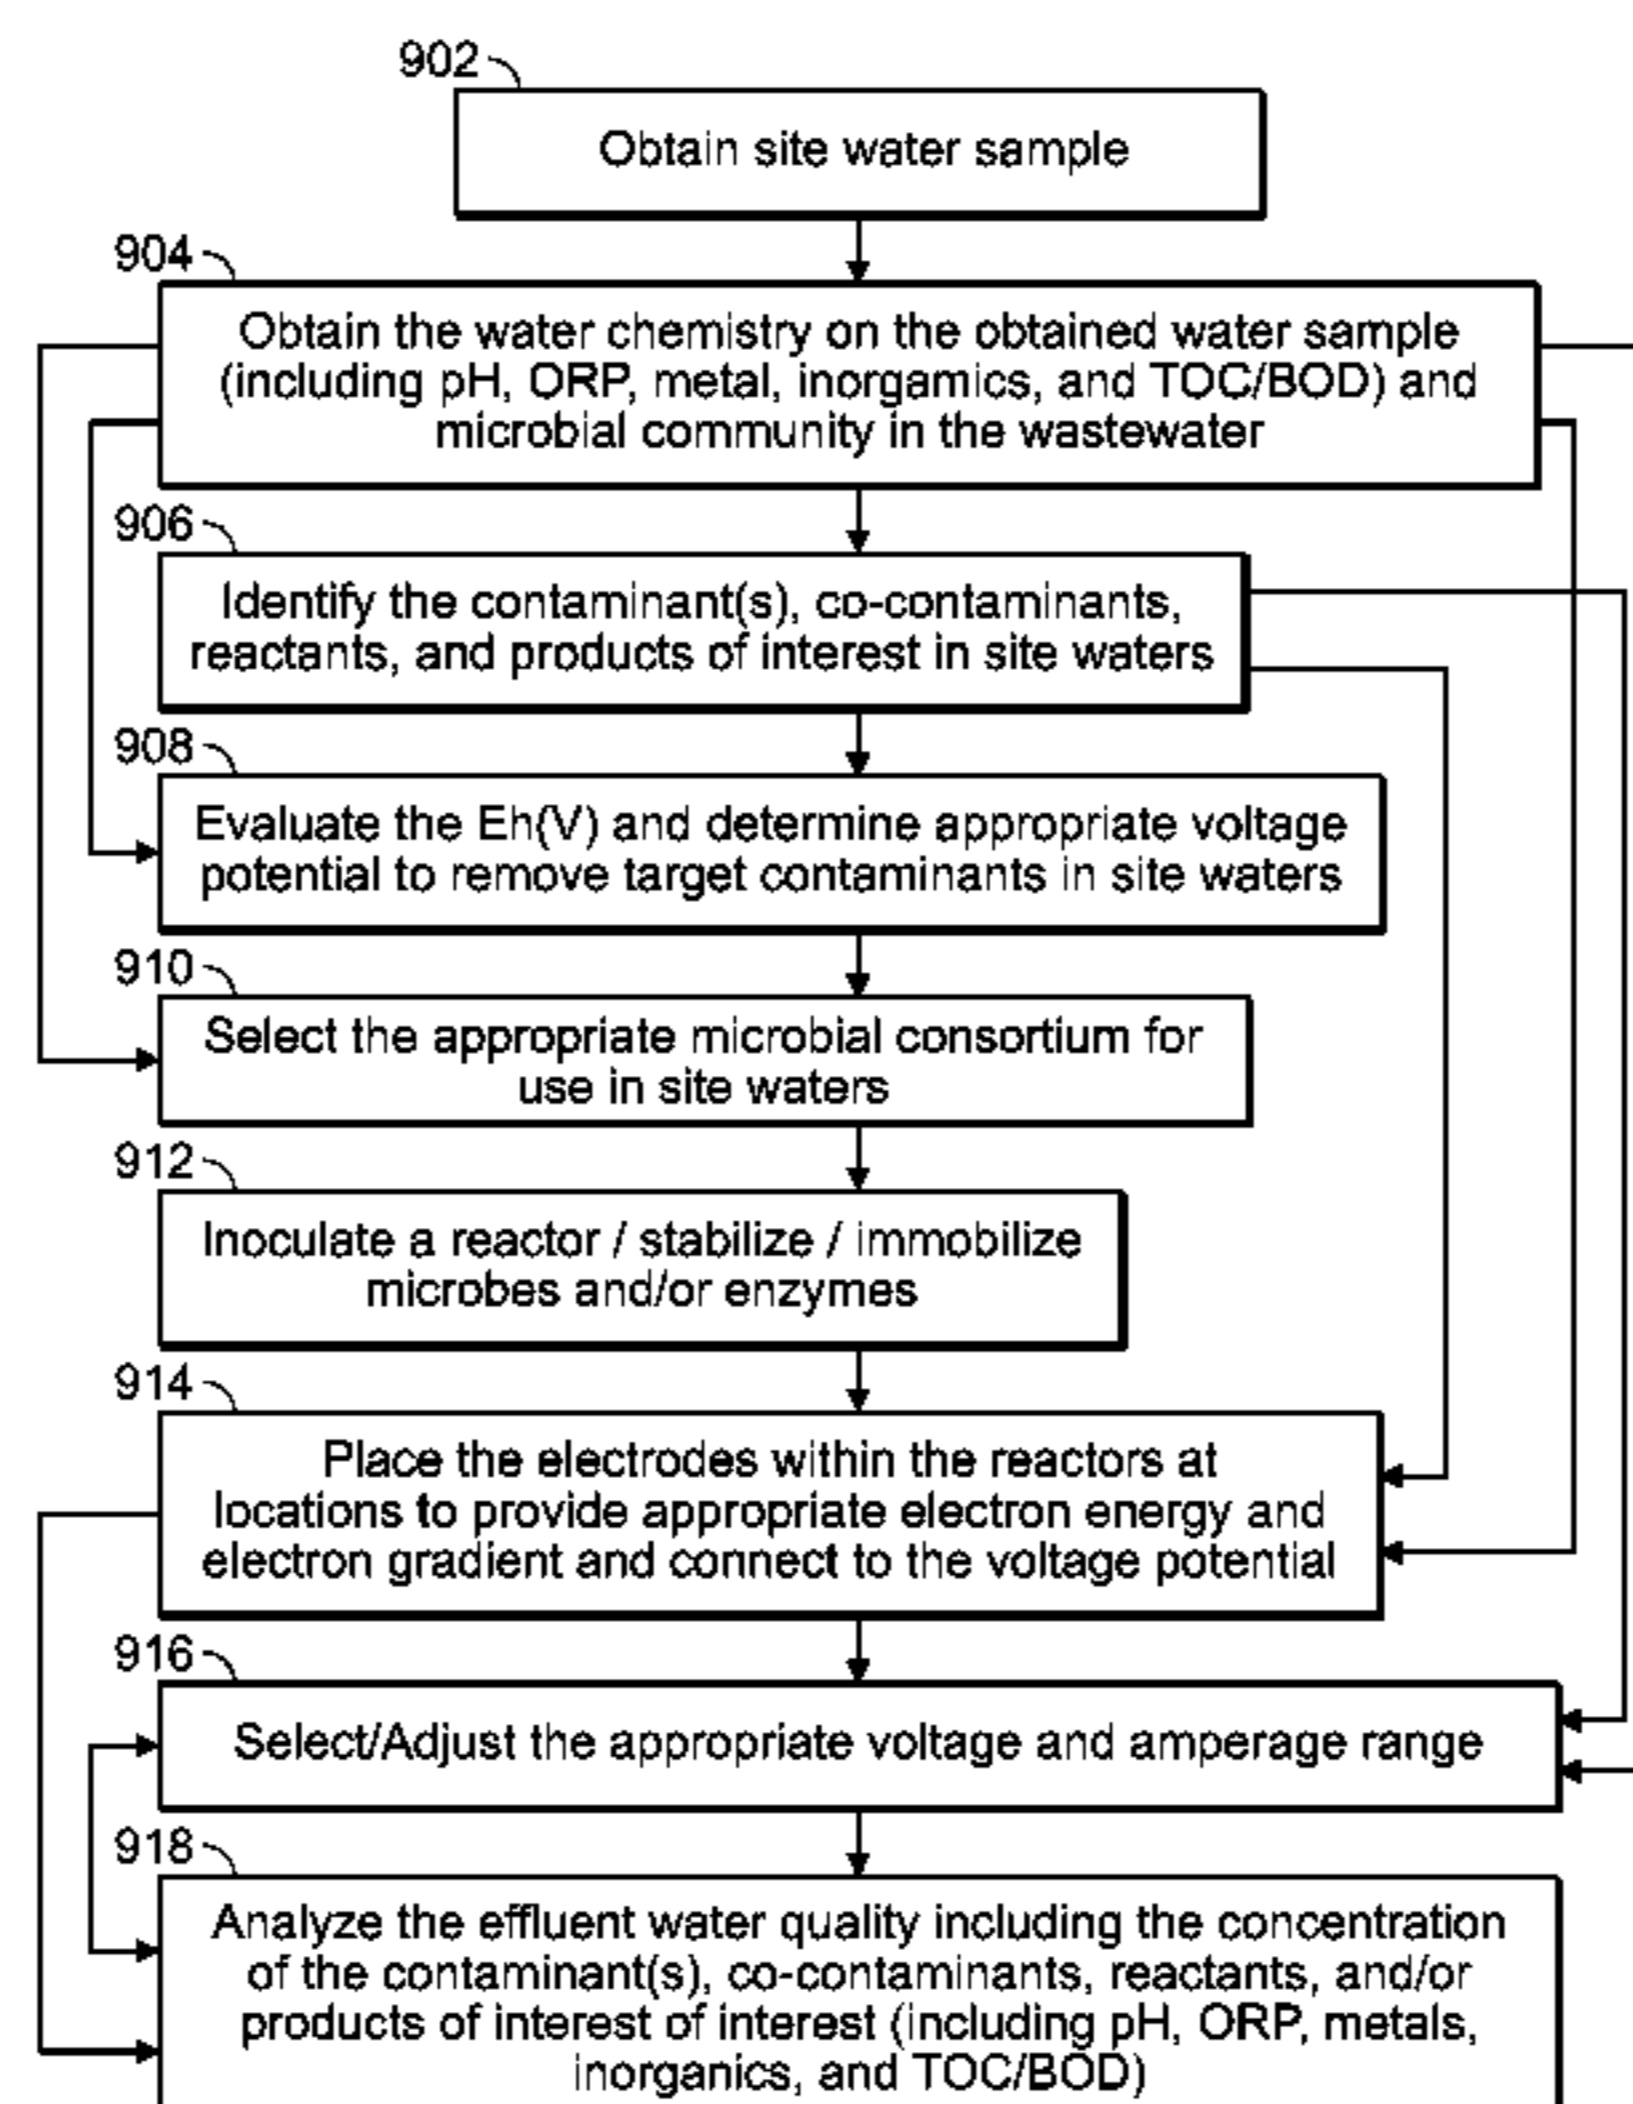 902
Obtain site water sample
904
Obtain the water chemistry on the obtained water sample
(including pH, ORP, metal, inorgamics, and TOC/BOD) and
microbial community in the wastewater
906
Identify the contaminant(s), co-contaminants,
reactants, and products of interest in site waters
908
Evaluate the Eh(V) and determine appropriate voltage
potential to remove target contaminants in site waters
910
Select the appropriate microbial consortium for
use in site waters
912
Inoculate a reactor / stabilize / immobilize
microbes and/or enzymes
914
Place the electrodes within the reactors at
locations to provide appropriate electron energy and
electron gradient and connect to the voltage potential
916
Select/Adjust the appropriate voltage and amperage range
918
Analyze the effluent water quality including the concentration
of the contaminant(s), co-contaminants, reactants, and/or
products of interest of interest (including pH, ORP, metals,
inorganics, and TOC/BOD)